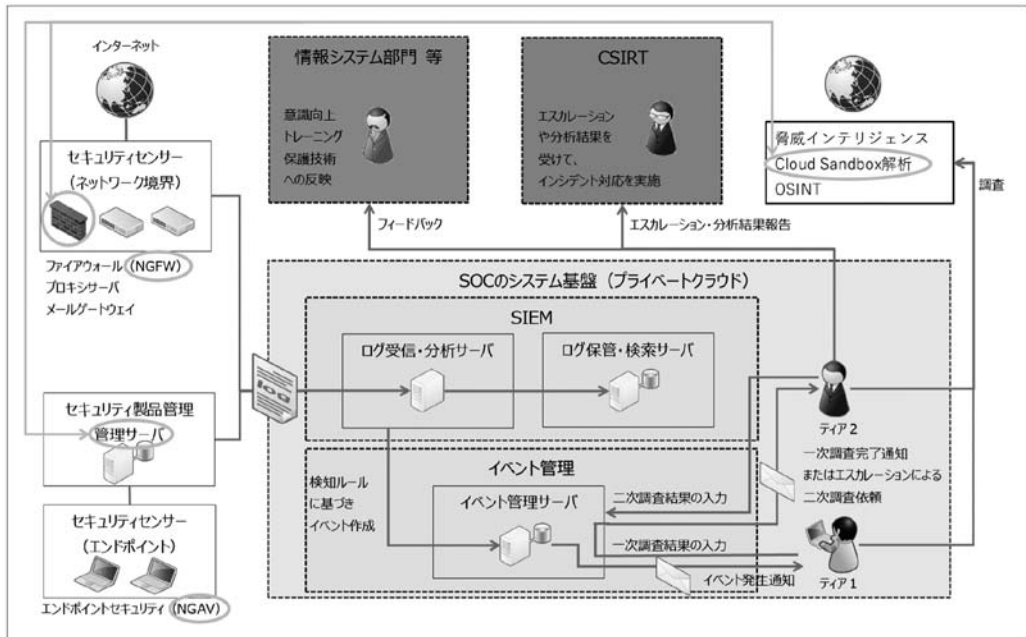 インターネット
セキュリティセンサー
（ネットワーク境界）
ファイアウォール（NGFW）
プロキシサーバ
メールゲートウェイ
情報システム部門 等
意識向上
トレーニング
保護技術
への反映
CSIRT
エスカレーション
や分析結果を
受けて、
インシデント対応を実施
脅威インテリジェンス
Cloud Sandbox解析
OSINT
調査
フィードバック
エスカレーション・分析結果報告
SOCのシステム基盤（プライベートクラウド）
SIEM
ログ受信・分析サーバ
ログ保管・検索サーバ
log
セキュリティ製品管理
管理サーバ
セキュリティセンサー
（エンドポイント）
エンドポイントセキュリティ（NGAV）
イベント管理
検知ルール
に基づき
イベント作成
イベント管理サーバ
二次調査結果の入力
一次調査結果の入力
イベント発生通知
ティア2
一次調査完了通知
またはエスカレーションによる
二次調査依頼
ティア1